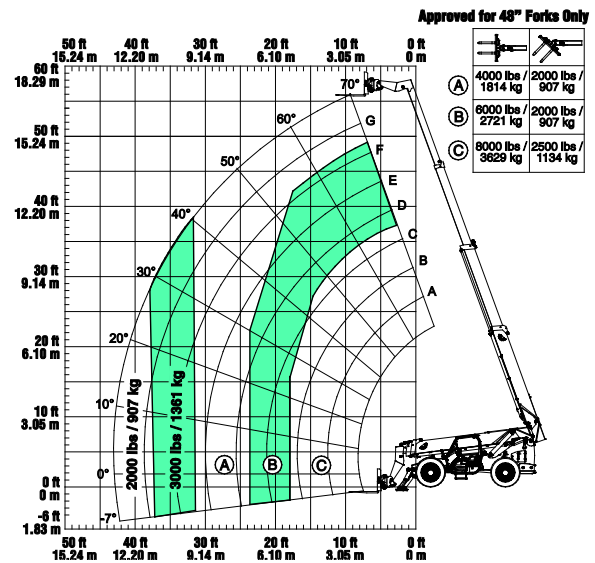 Approved for 48" Forks Only
50 ft 40 ft 30 ft 20 ft 10 ft 0 ft
15.24 m 12.20 m 9.14 m 6.10 m 3.05 m 0 m
60 ft
18.29 m
50 ft
15.24 m
40 ft
12.20 m
30 ft
9.14 m
20 ft
6.10 m
10 ft
3.05 m
0 ft
0 m
-6 ft
1.83 m
70°
60°
50°
40°
30°
20°
10°
0°
-7°
G
F
E
D
C
B
A
2000 lbs / 907 kg
3000 lbs / 1361 kg
A
B
C
A 4000 lbs / 2000 lbs /
1814 kg 907 kg
B 6000 lbs / 2000 lbs /
2721 kg 907 kg
C 8000 lbs / 2500 lbs /
3629 kg 1134 kg
50 ft 40 ft 30 ft 20 ft 10 ft 0 ft
15.24 m 12.20 m 9.14 m 6.10 m 3.05 m 0 m